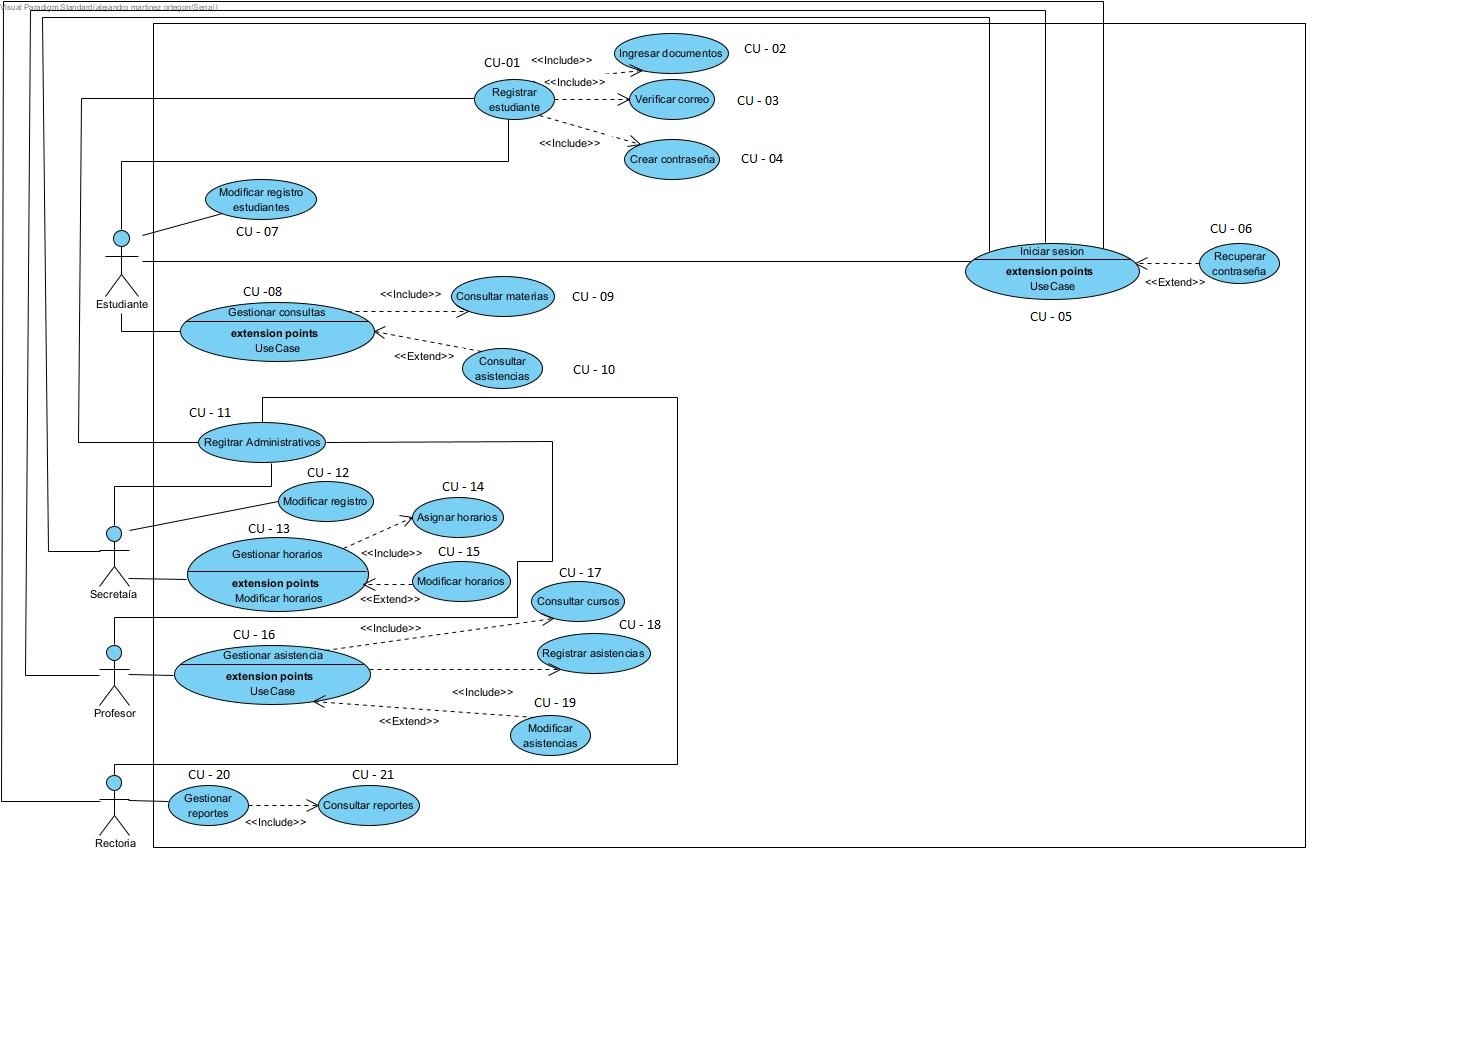 Visual Paradigm Standard(alejandro martinez ortegon(Sena))
CU-01
<<Include>>
Ingresar documentos
CU - 02
<<Include>>
Registrar
estudiante
Verificar correo
CU - 03
<<Include>>
Crear contraseña
CU - 04
Modificar registro
estudiantes
CU - 07
Estudiante
Iniciar sesion
extension points
UseCase
CU - 05
CU - 06
Recuperar
contraseña
<<Extend>>
CU -08
Gestionar consultas
extension points
UseCase
<<Include>>
Consultar materias
CU - 09
<<Extend>>
Consultar
asistencias
CU - 10
CU - 11
Regitrar Administrativos
CU - 12
Modificar registro
CU - 13
Gestionar horarios
extension points
Modificar horarios
CU - 14
Asignar horarios
<<Include>>
CU - 15
Modificar horarios
<<Extend>>
Secretaía
CU - 16
Gestionar asistencia
extension points
UseCase
<<Include>>
CU - 17
Consultar cursos
CU - 18
Registrar asistencias
<<Include>>
CU - 19
<<Extend>>
Modificar
asistencias
Profesor
CU - 20
Gestionar
reportes
<<Include>>
CU - 21
Consultar reportes
Rectoria